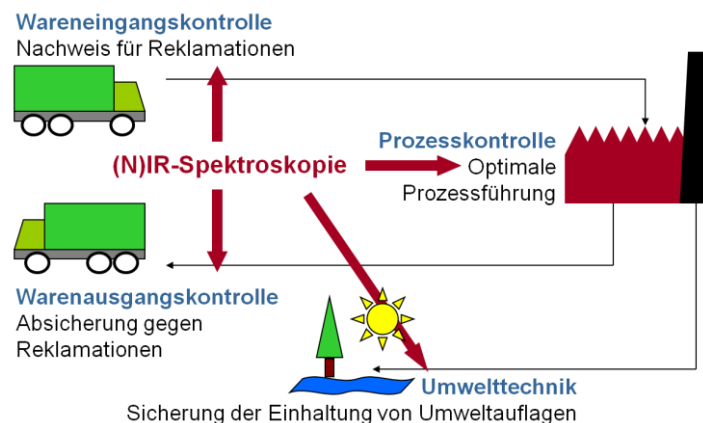 Wareneingangskontrolle
Nachweis für Reklamationen
Prozesskontrolle
(N)IR-Spektroskopie
Optimale
Prozessführung
Warenausgangskontrolle
Absicherung gegen
Reklamationen
Umwelttechnik
Sicherung der Einhaltung von Umweltauflagen